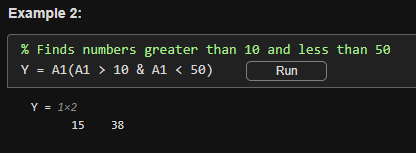 Example 2:
% Finds numbers greater than 10 and less than 50
Y = A1(A1 > 10 & A1 < 50)
Run
Y = 1×2
15 38